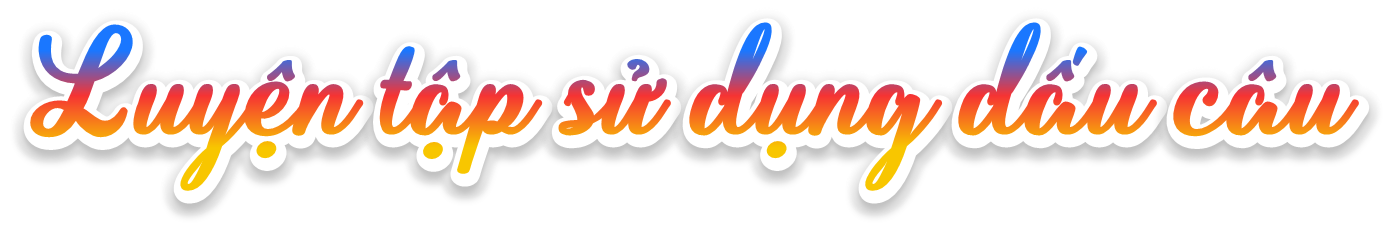 Luyện tập sử dụng dấu câu